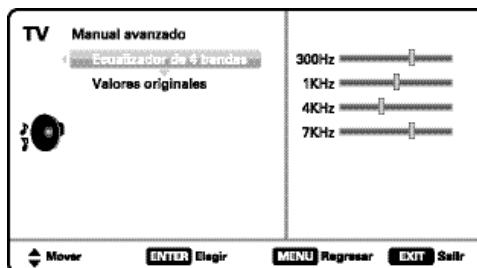 TV
Manual avanzado
Ecualizador de 4 bandas
Valores originales
300Hz
1KHz
4KHz
7KHz
Mover ENTER Elegir MENU Regresar EXIT Salir